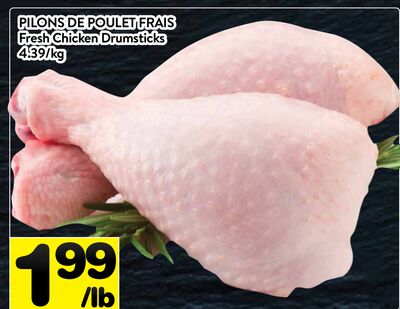 PILONS DE POULET FRAIS
Fresh Chicken Drumsticks
4.39/kg
1 99
/lb